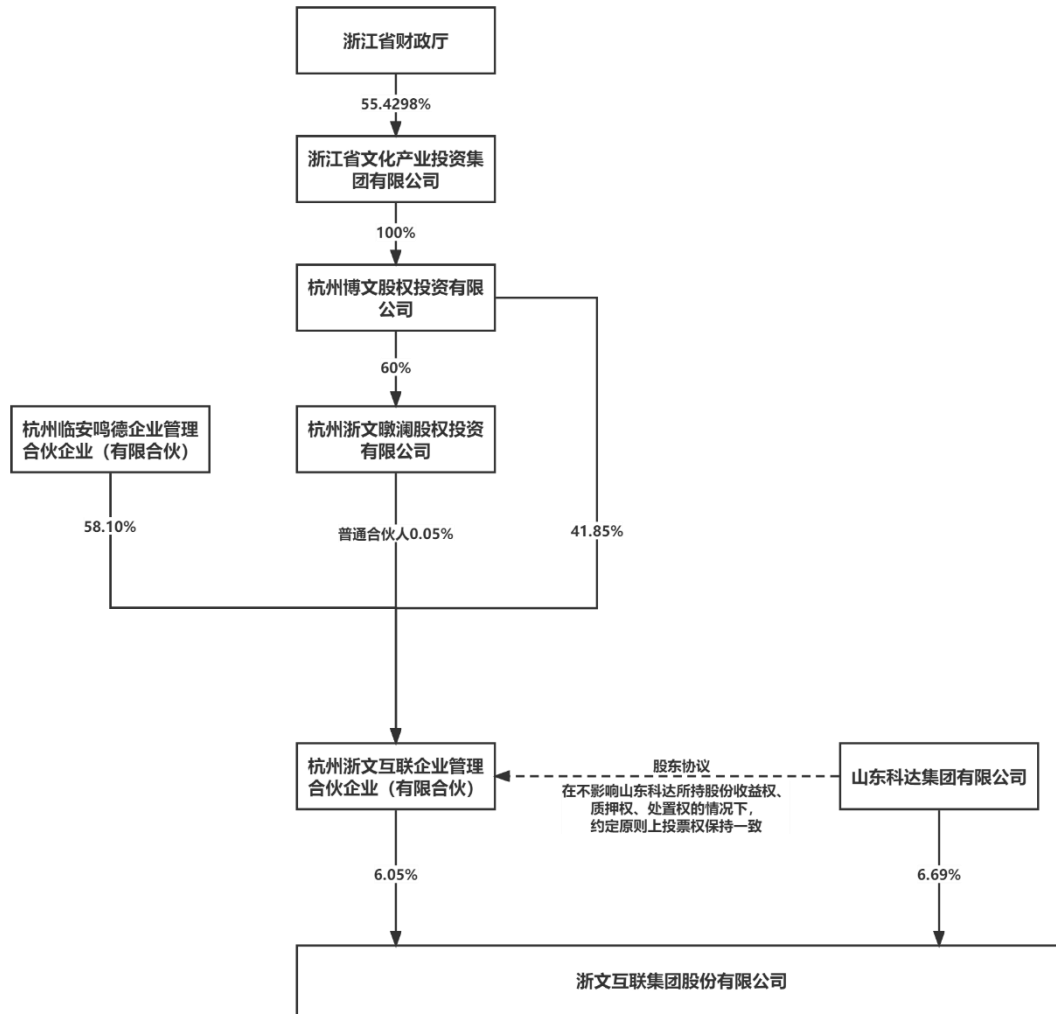 浙江省财政厅
55.4298%
浙江省文化产业投资集
团有限公司
100%
杭州博文股权投资有限
公司
60%
杭州临安鸣德企业管理
合伙企业（有限合伙）
杭州浙文暾澜股权投资
有限公司
58.10%
普通合伙人0.05%
41.85%
杭州浙文互联企业管理
合伙企业（有限合伙）
股东协议
在不影响山东科达所持股份收益权、
质押权、处置权的情况下，
约定原则上投票权保持一致
山东科达集团有限公司
6.05%
6.69%
浙文互联集团股份有限公司